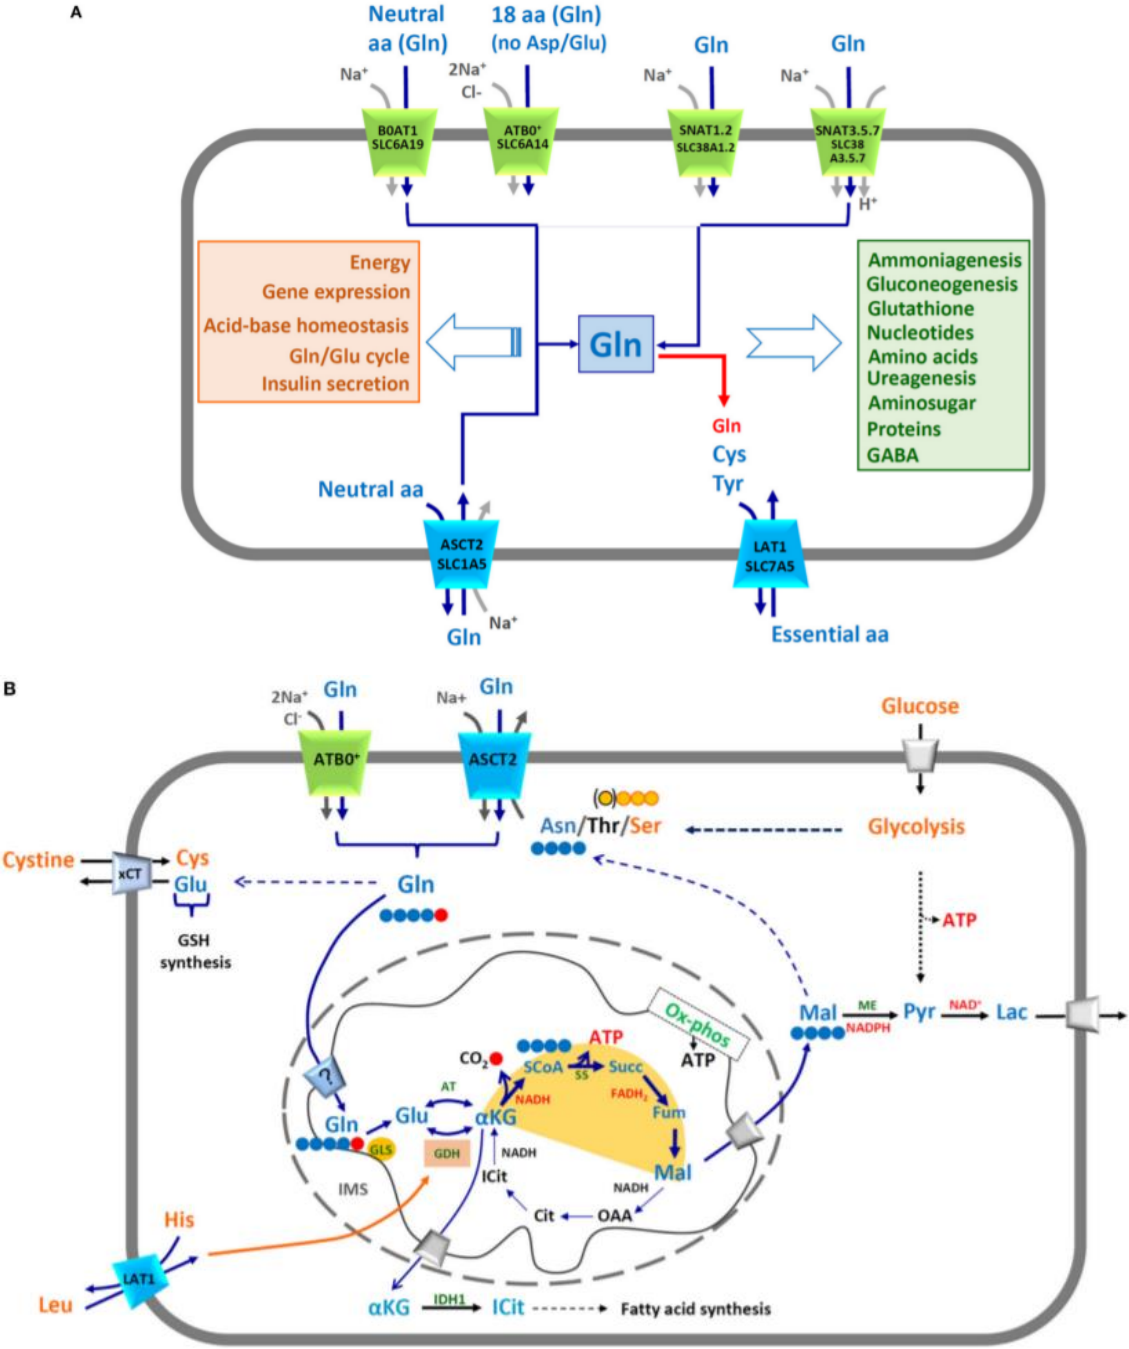 A
Neutral
aa (Gln)
18 aa (Gln)
(no Asp/Glu)
Gln
Gln
Na⁺
2Na⁺
Cl-
Na⁺
Na⁺
B0AT1
SLC6A19
ATB0⁺
SLC6A14
SNAT1.2
SLC38A1.2
SNAT3.5.7
SLC38
A3.5.7
H⁺
Energy
Gene expression
Acid-base homeostasis
Gln/Glu cycle
Insulin secretion
Gln
Ammoniagenesis
Gluconeogenesis
Glutathione
Nucleotides
Amino acids
Ureagenesis
Aminosugar
Proteins
GABA
Gln
Cys
Tyr
Neutral aa
ASCT2
SLC1A5
LAT1
SLC7A5
Na⁺
Gln
Essential aa
B
2Na⁺
Cl⁻
Gln
Na+
Gln
Glucose
ATB0⁺
ASCT2
Asn/Thr/Ser
Glycolysis
Cystine
xCT
Cys
Glu
Gln
GSH
synthesis
ATP
Mal
ME
NADPH
Pyr
NAD⁺
Lac
Ox-phos
ATP
CO₂
ATP
SCoA
SS
Succ
?
AT
NADH
FADH₂
Fum
Gln
Glu
αKG
GLS
GDH
NADH
Mal
ICit
IMS
NADH
Cit
OAA
His
LAT1
Leu
αKG
IDH1
ICit
Fatty acid synthesis